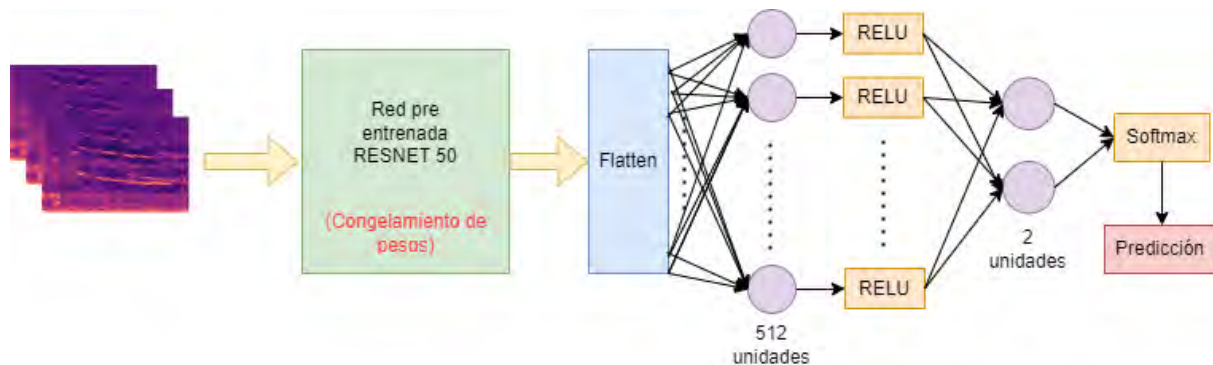 Red pre
entrenada
RESNET 50
(Congelamiento de
pesos)
Flatten
RELU
RELU
RELU
512
unidades
2
unidades
Softmax
Predicción